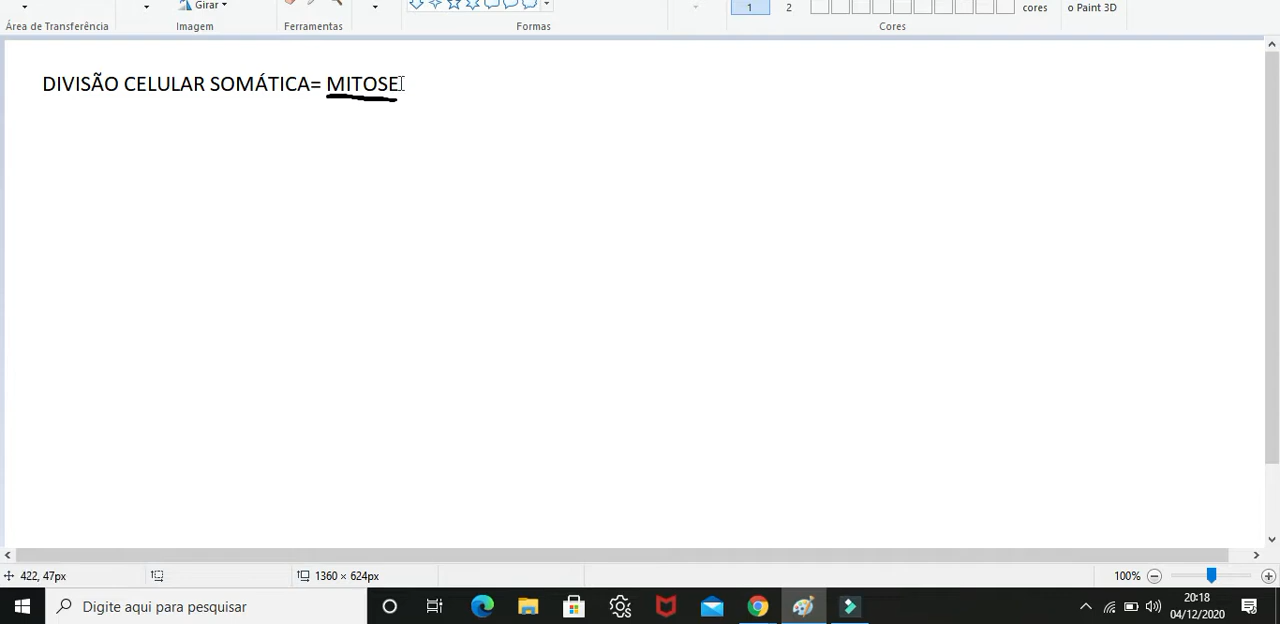 Girar
Área de Transferência
Imagem
Ferramentas
Formas
1
2
cores
o Paint 3D
Cores
DIVISÃO CELULAR SOMÁTICA= MITOSE
422, 47px
1360 × 624px
100%
Digite aqui para pesquisar
20:18
04/12/2020